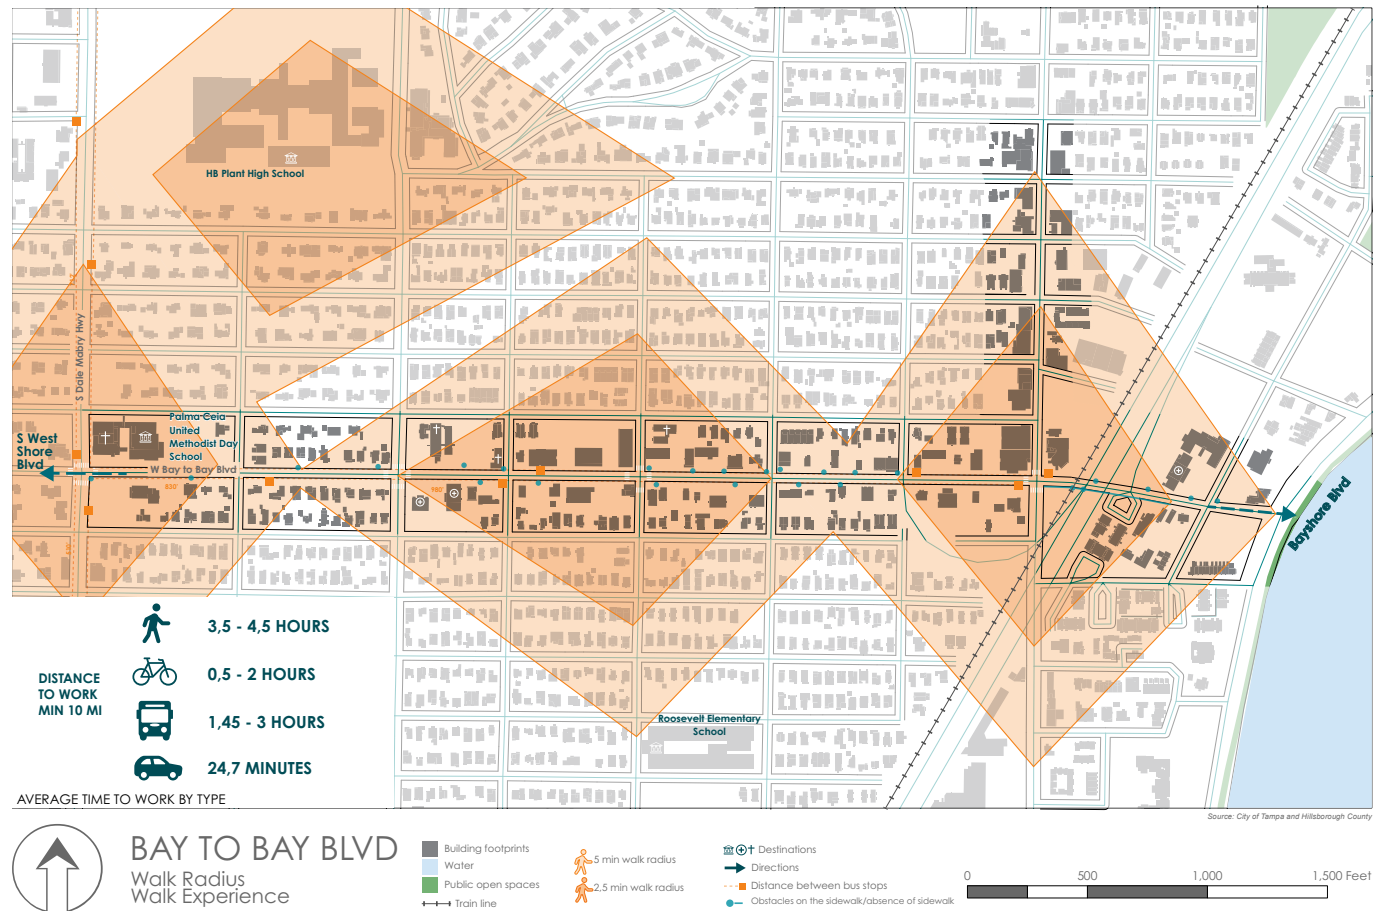 HB Plant High School
S Dale Mabry Hwy
Palma Ceia
United
Methodist Day
School
S West
Shore
Blvd
W Bay to Bay Blvd
830'
980'
Bayshore Blvd
Roosevelt Elementary
School
DISTANCE
TO WORK
MIN 10 MI
3,5 - 4,5 HOURS
0,5 - 2 HOURS
1,45 - 3 HOURS
24,7 MINUTES
AVERAGE TIME TO WORK BY TYPE
Source: City of Tampa and Hillsborough County
BAY TO BAY BLVD
Walk Radius
Walk Experience
Building footprints
Water
Public open spaces
Train line
5 min walk radius
2,5 min walk radius
Destinations
Directions
Distance between bus stops
Obstacles on the sidewalk/absence of sidewalk
0 500 1,000 1,500 Feet